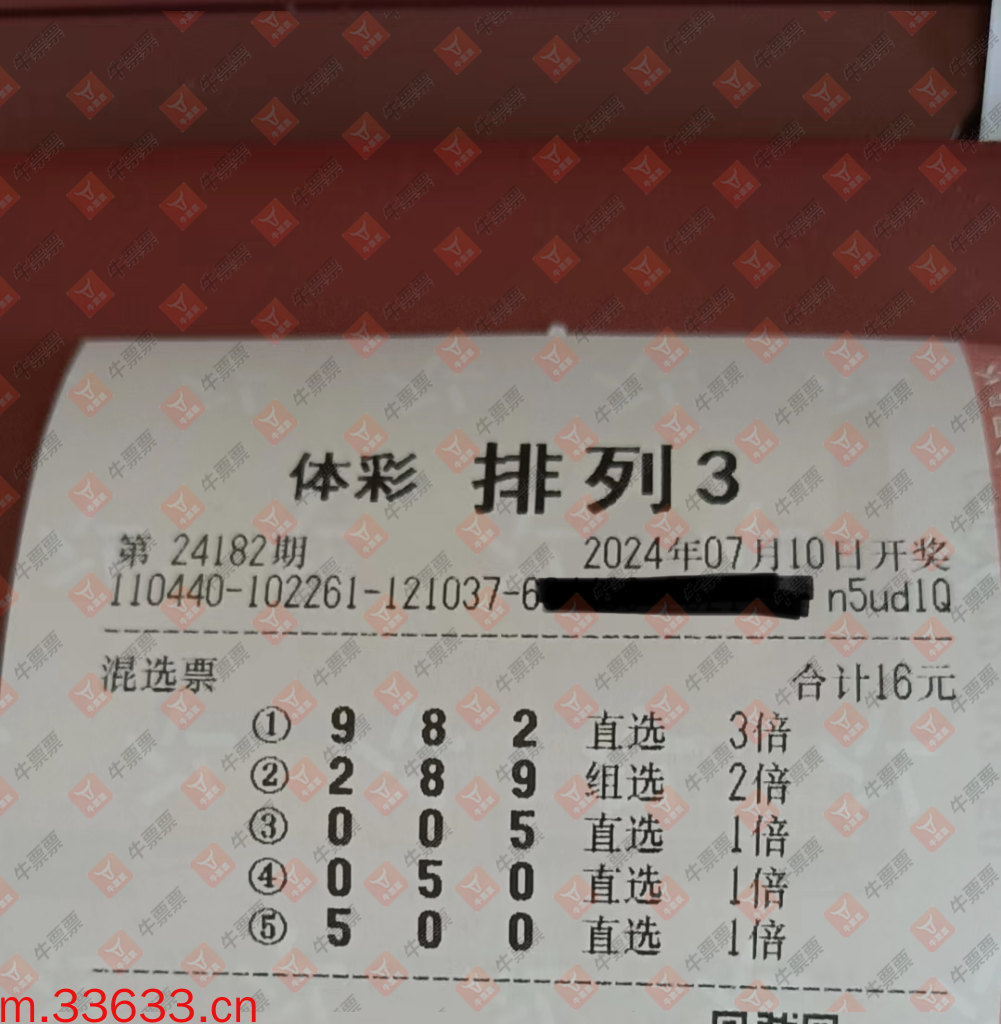 体彩 排列3
第 24182期 2024年07月10日开奖
110440-102261-121037-6 n5ud1Q
混选票 合计16元
① 9 8 2 直选 3倍
② 2 8 9 组选 2倍
③ 0 0 5 直选 1倍
④ 0 5 0 直选 1倍
⑤ 5 0 0 直选 1倍
m.33633.cn
牛票票